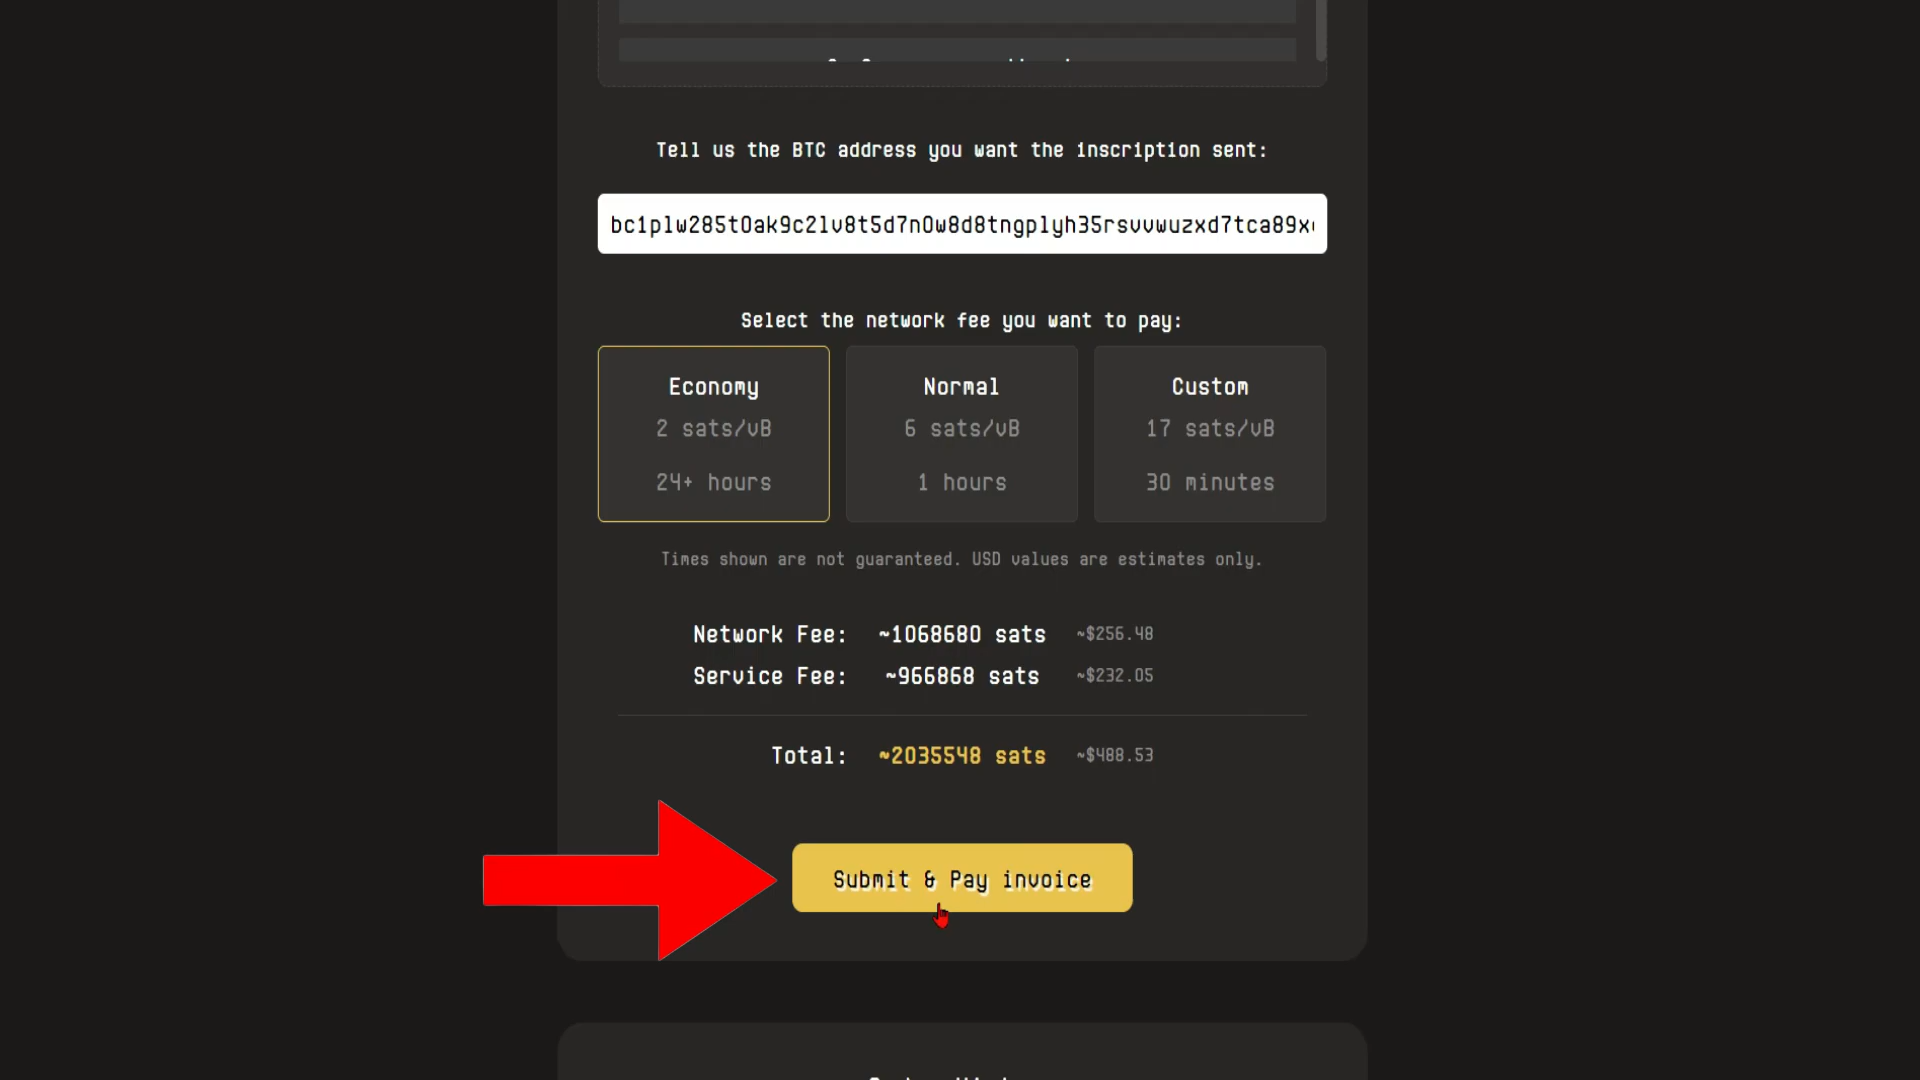 Tell us the BTC address you want the inscription sent:
bc1plw285t0ak9c2lv8t5d7n0w8d8tngplyh35rsvvwuzxd7tca89x
Select the network fee you want to pay:
Economy
2 sats/vB
24+ hours
Normal
6 sats/vB
1 hours
Custom
17 sats/vB
30 minutes
Times shown are not guaranteed. USD values are estimates only.
Network Fee: ~1068680 sats ~$256.48
Service Fee: ~966868 sats ~$232.05
Total: ~2035548 sats ~$488.53
Submit & Pay invoice